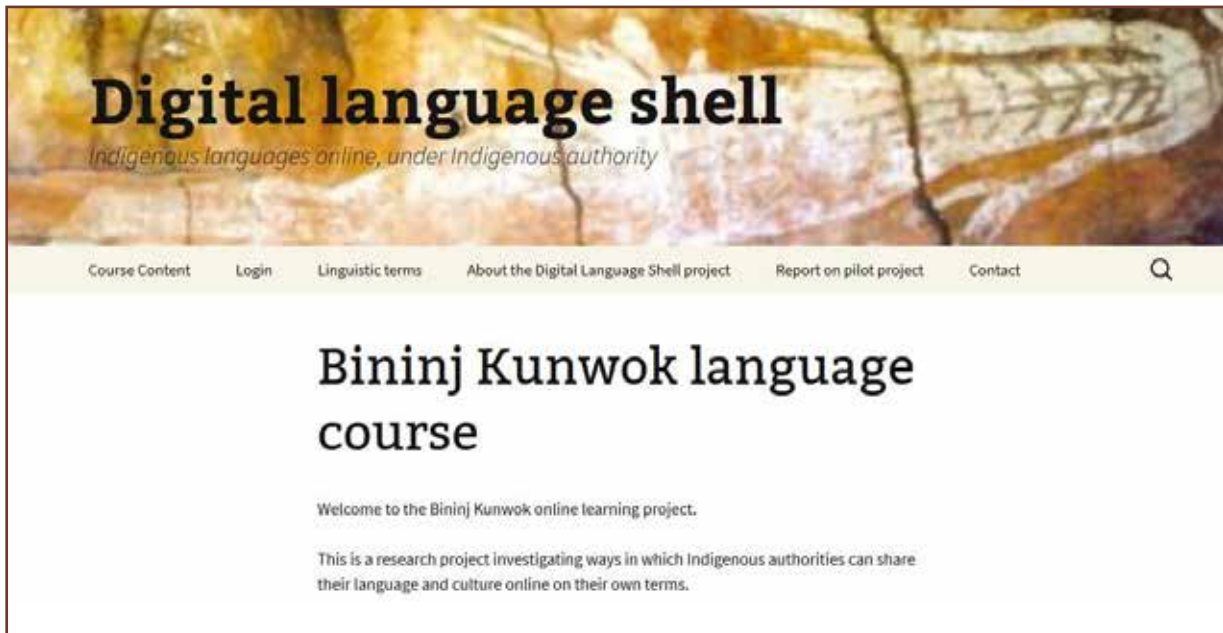 Digital language shell
Indigenous languages online, under Indigenous authority
Course Content Login Linguistic terms About the Digital Language Shell project Report on pilot project Contact
Bininj Kunwok language
course
Welcome to the Bininj Kunwok online learning project.
This is a research project investigating ways in which Indigenous authorities can share
their language and culture online on their own terms.